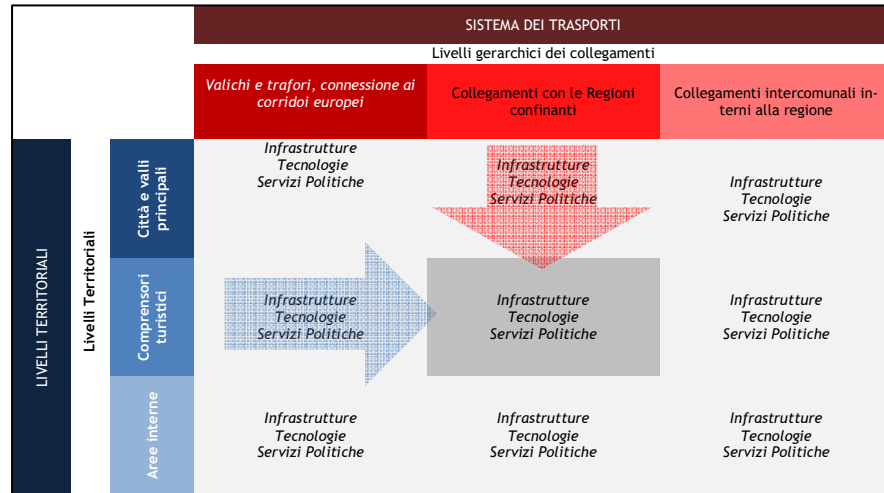 SISTEMA DEI TRASPORTI
Livelli gerarchici dei collegamenti
Valichi e trafori, connessione ai
corridoi europei
Collegamenti con le Regioni
confinanti
Collegamenti intercomunali in-
terni alla regione
LIVELLI TERRITORIALI
Livelli Territoriali
Città e valli
principali
Infrastrutture
Tecnologie
Servizi Politiche
Infrastrutture
Tecnologie
Servizi Politiche
Infrastrutture
Tecnologie
Servizi Politiche
Comprensori
turistici
Infrastrutture
Tecnologie
Servizi Politiche
Infrastrutture
Tecnologie
Servizi Politiche
Infrastrutture
Tecnologie
Servizi Politiche
Aree interne
Infrastrutture
Tecnologie
Servizi Politiche
Infrastrutture
Tecnologie
Servizi Politiche
Infrastrutture
Tecnologie
Servizi Politiche